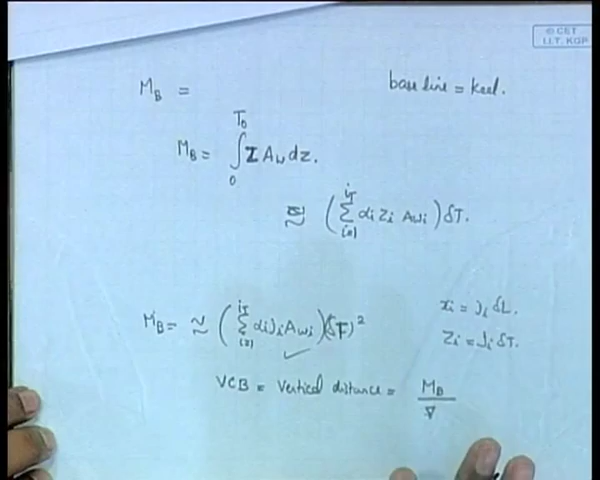 © CET
I.I.T. KGP
M_B =
base line = keel.
M_B = ∫_0^{T_0} z A_w dz.
≈ (Σ_{i=1}^{i_T} α_i z_i A_{wi}) δT.
M_B = ≈ (Σ_{i=1}^{i_T} α_i j_i A_{wi}) (δT)^2
x_i = j_i δL.
z_i = j_i δT.
VCB = Vertical distance = M_B / ∇